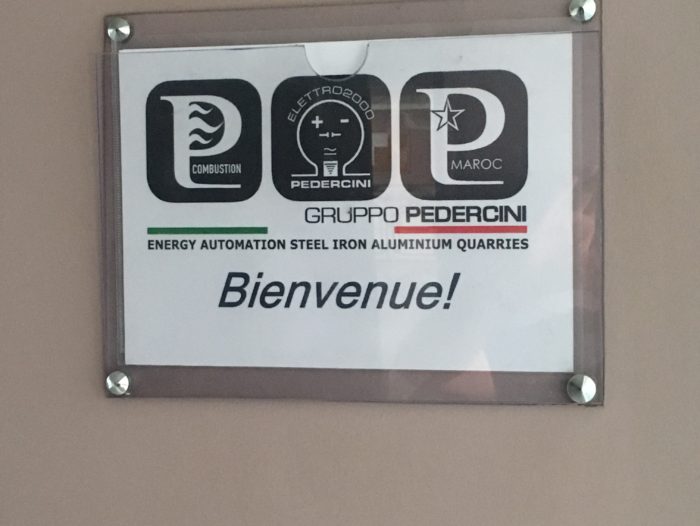 P COMBUSTION
ELETTRO2000
PEDERCINI
P MAROC
GRUPPO PEDERCINI
ENERGY AUTOMATION STEEL IRON ALUMINIUM QUARRIES
Bienvenue!